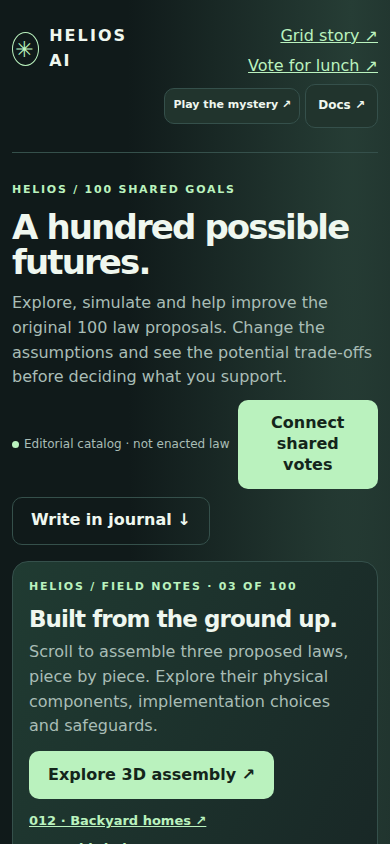 HELIOS
AI
Grid story ↗
Vote for lunch ↗
Play the mystery ↗
Docs ↗
HELIOS / 100 SHARED GOALS
A hundred possible
futures.
Explore, simulate and help improve the
original 100 law proposals. Change the
assumptions and see the potential trade-offs
before deciding what you support.
Editorial catalog · not enacted law
Connect
shared
votes
Write in journal ↓
HELIOS / FIELD NOTES · 03 OF 100
Built from the ground up.
Scroll to assemble three proposed laws,
piece by piece. Explore their physical
components, implementation choices
and safeguards.
Explore 3D assembly ↗
012 · Backyard homes ↗